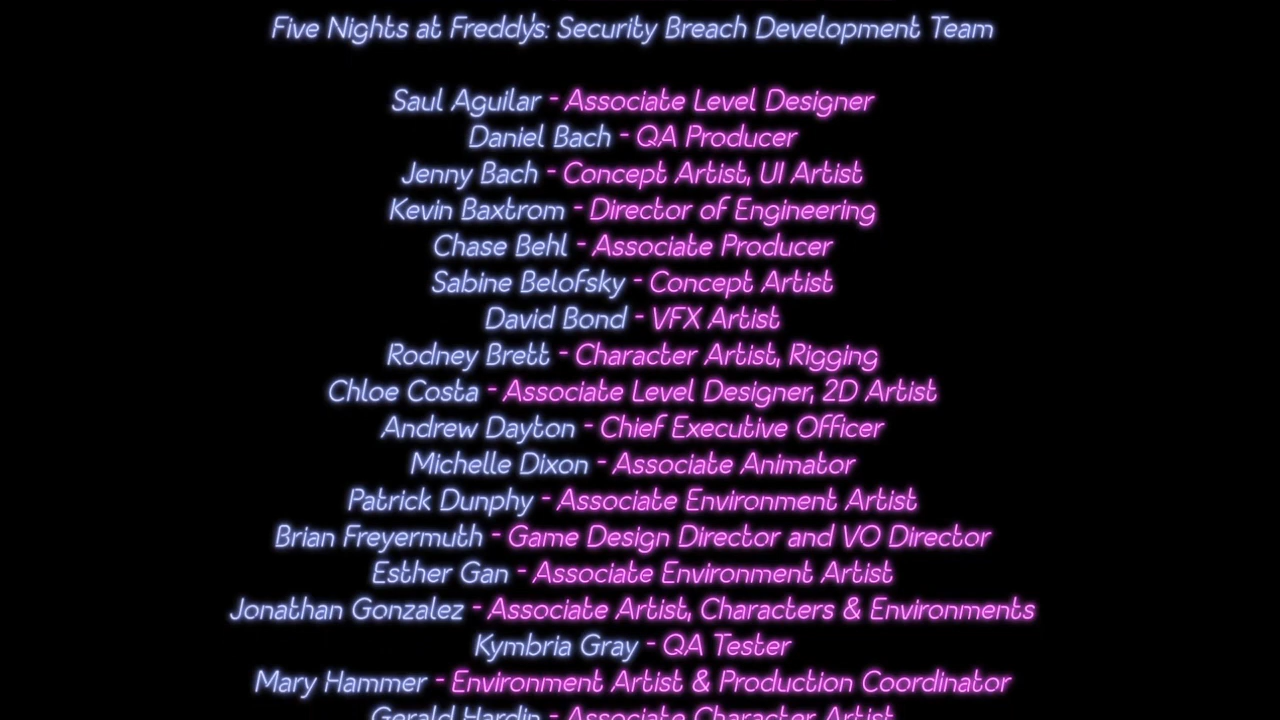 Five Nights at Freddy's: Security Breach Development Team
Saul Aguilar - Associate Level Designer
Daniel Bach - QA Producer
Jenny Bach - Concept Artist, UI Artist
Kevin Baxtrom - Director of Engineering
Chase Behl - Associate Producer
Sabine Belofsky - Concept Artist
David Bond - VFX Artist
Rodney Brett - Character Artist, Rigging
Chloe Costa - Associate Level Designer, 2D Artist
Andrew Dayton - Chief Executive Officer
Michelle Dixon - Associate Animator
Patrick Dunphy - Associate Environment Artist
Brian Freyermuth - Game Design Director and VO Director
Esther Gan - Associate Environment Artist
Jonathan Gonzalez - Associate Artist, Characters & Environments
Kymbria Gray - QA Tester
Mary Hammer - Environment Artist & Production Coordinator
Gerald Hardin - Associate Character Artist